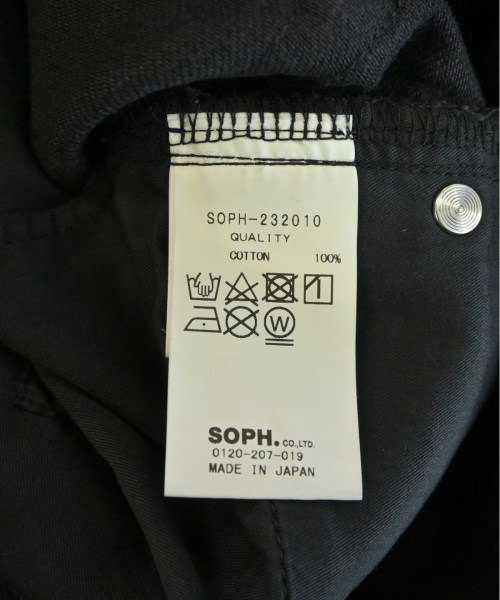 SOPH-232010
QUALITY
COTTON 100%
W
SOPH. CO.,LTD.
0120-207-019
MADE IN JAPAN